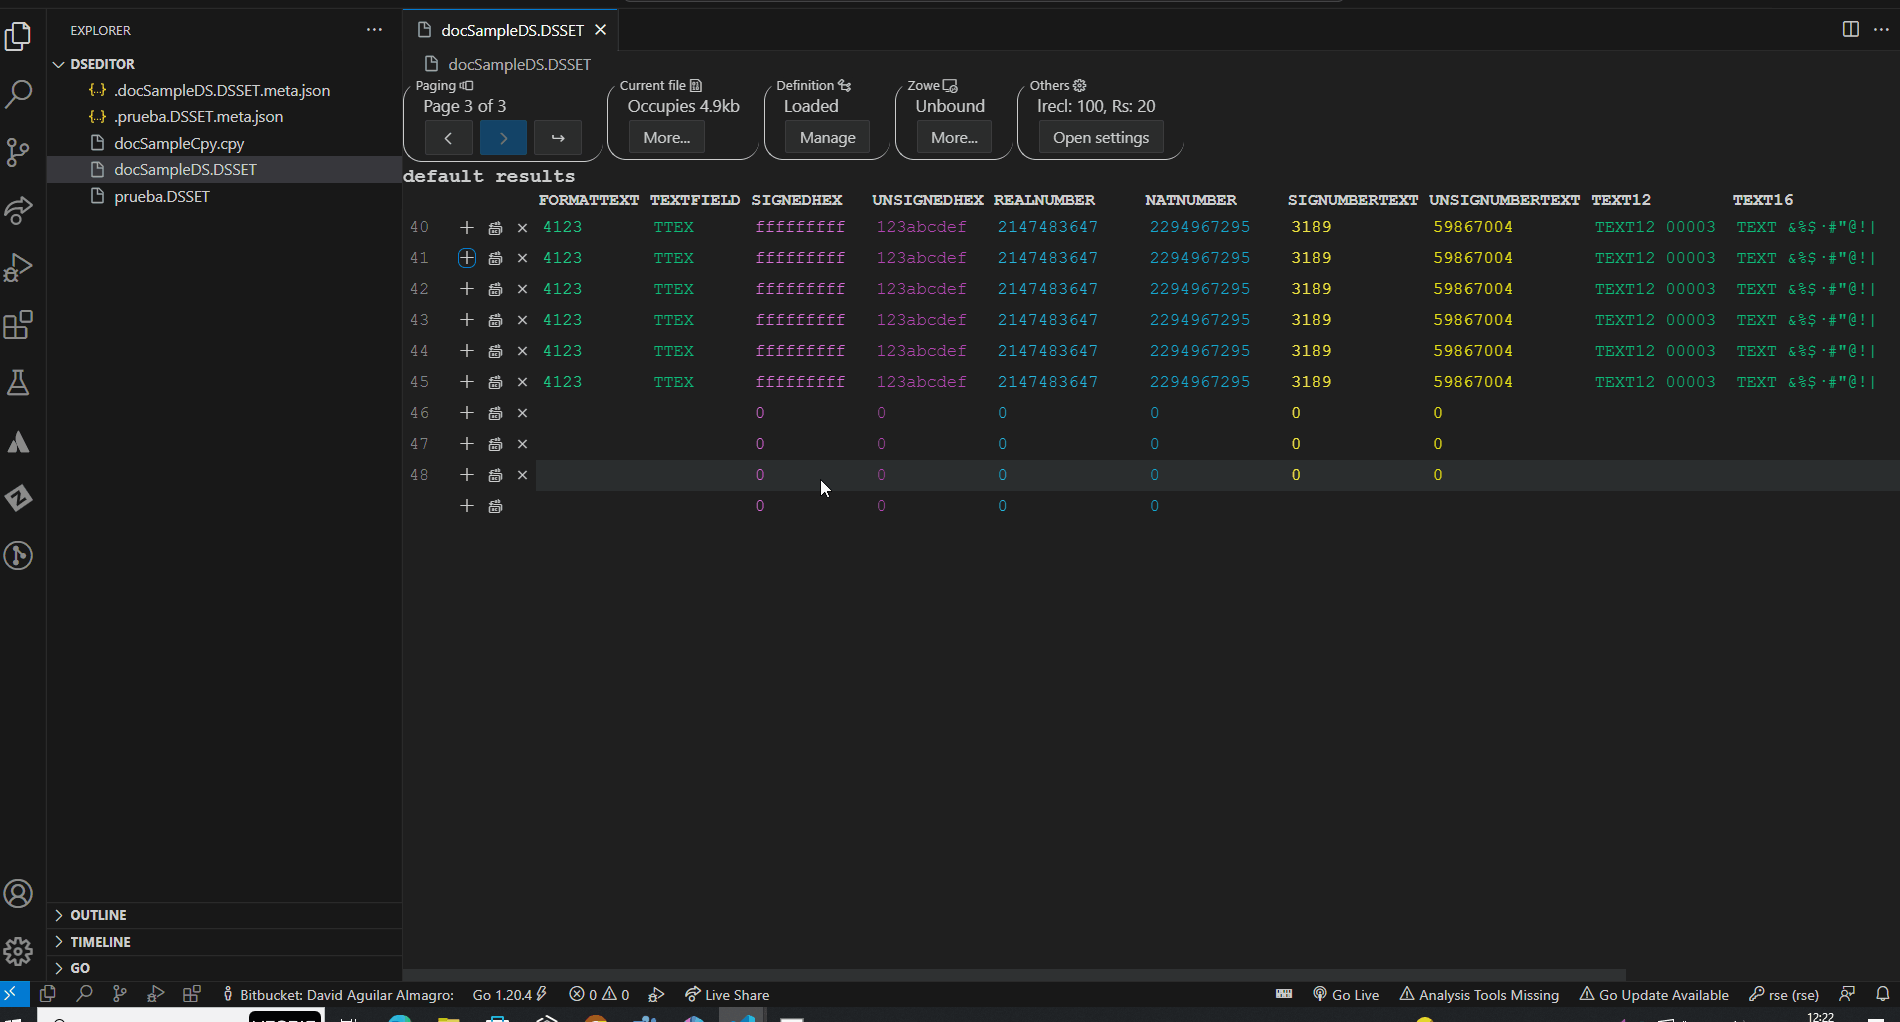 EXPLORER
DSEDITOR
.docSampleDS.DSSET.meta.json
.prueba.DSSET.meta.json
docSampleCpy.cpy
docSampleDS.DSSET
prueba.DSSET
OUTLINE
TIMELINE
GO
docSampleDS.DSSET
docSampleDS.DSSET
Paging
Page 3 of 3
Current file
Occupies 4.9kb
More...
Definition
Loaded
Manage
Zowe
Unbound
More...
Others
lrecl: 100, Rs: 20
Open settings
default results
FORMATTEXT TEXTFIELD SIGNEDHEX UNSIGNEDHEX REALNUMBER NATNUMBER SIGNUMBERTEXT UNSIGNUMBERTEXT TEXT12 TEXT16
40 4123 TTEX fffffffff 123abcdef 2147483647 2294967295 3189 59867004 TEXT12 00003 TEXT &%$·#"@!|
41 4123 TTEX fffffffff 123abcdef 2147483647 2294967295 3189 59867004 TEXT12 00003 TEXT &%$·#"@!|
42 4123 TTEX fffffffff 123abcdef 2147483647 2294967295 3189 59867004 TEXT12 00003 TEXT &%$·#"@!|
43 4123 TTEX fffffffff 123abcdef 2147483647 2294967295 3189 59867004 TEXT12 00003 TEXT &%$·#"@!|
44 4123 TTEX fffffffff 123abcdef 2147483647 2294967295 3189 59867004 TEXT12 00003 TEXT &%$·#"@!|
45 4123 TTEX fffffffff 123abcdef 2147483647 2294967295 3189 59867004 TEXT12 00003 TEXT &%$·#"@!|
46 0 0 0 0 0 0
47 0 0 0 0 0 0
48 0 0 0 0 0 0
0 0 0 0
Bitbucket: David Aguilar Almagro: Go 1.20.4 0 0 Live Share Go Live Analysis Tools Missing Go Update Available rse (rse)
12:22